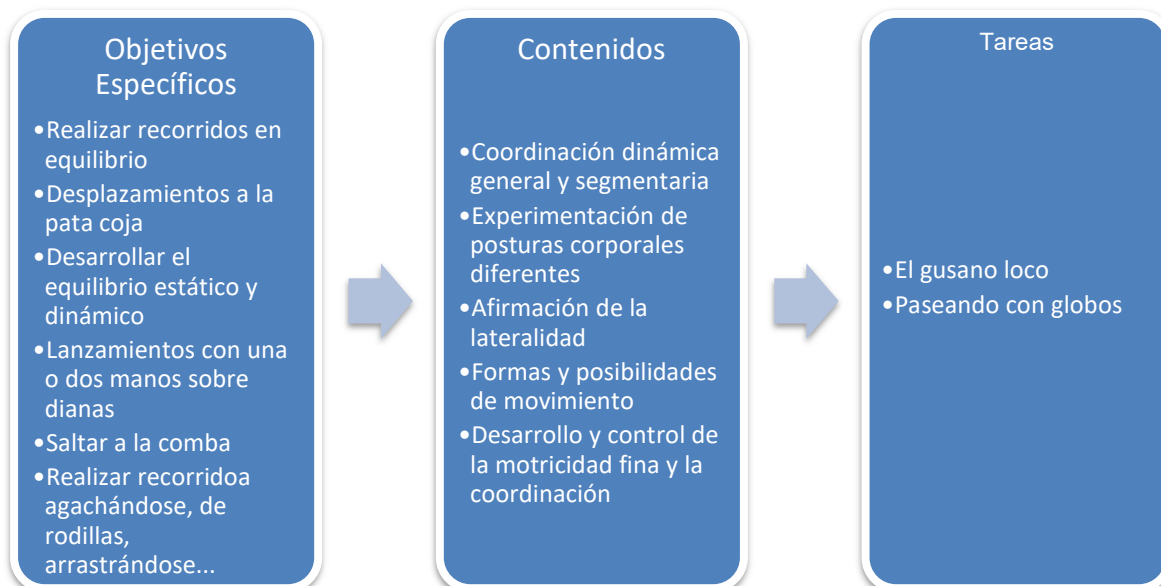 Objetivos
Específicos
•Realizar recorridos en
equilibrio
•Desplazamientos a la
pata coja
•Desarrollar el
equilibrio estático y
dinámico
•Lanzamientos con una
o dos manos sobre
dianas
•Saltar a la comba
•Realizar recorridoa
agachándose, de
rodillas,
arrastrándose...
Contenidos
•Coordinación dinámica
general y segmentaria
•Experimentación de
posturas corporales
diferentes
•Afirmación de la
lateralidad
•Formas y posibilidades
de movimiento
•Desarrollo y control de
la motricidad fina y la
coordinación
Tareas
•El gusano loco
•Paseando con globos